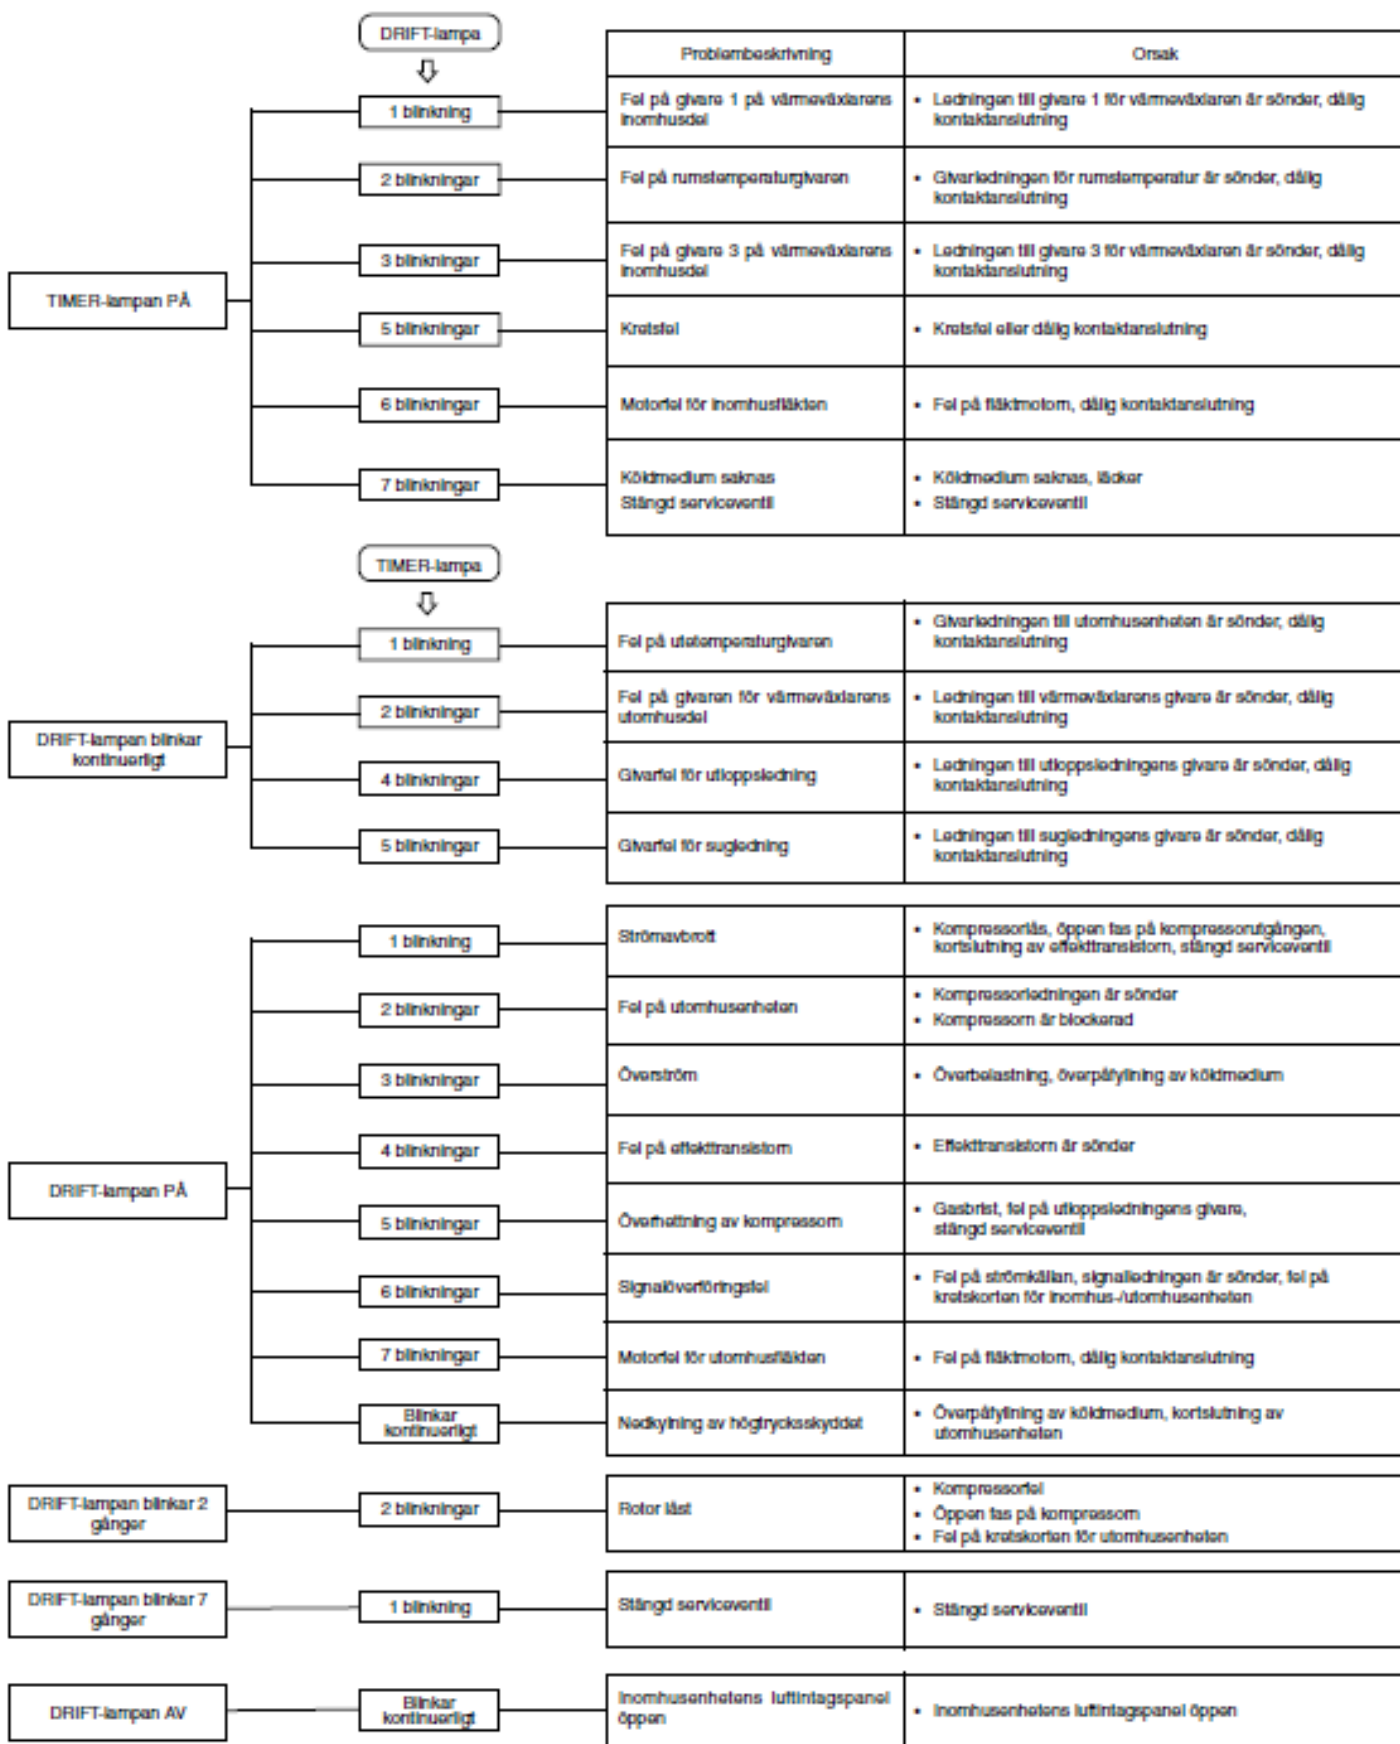 DRIFT-lampa
Problembeskrivning
Orsak
1 blinkning
Fel på givare 1 på värmeväxlarens
inomhusdel
• Ledningen till givare 1 för värmeväxlaren är sönder, dålig
kontaktanslutning
2 blinkningar
Fel på rumstemperaturgivaren
• Givarledningen för rumstemperatur är sönder, dålig
kontaktanslutning
3 blinkningar
Fel på givare 3 på värmeväxlarens
inomhusdel
• Ledningen till givare 3 för värmeväxlaren är sönder, dålig
kontaktanslutning
TIMER-lampan PÅ
5 blinkningar
Kretsfel
• Kretsfel eller dålig kontaktanslutning
6 blinkningar
Motorfel för inomhusfläkten
• Fel på fläktmotorn, dålig kontaktanslutning
7 blinkningar
Köldmedium saknas
Stängd serviceventil
• Köldmedium saknas, läcker
• Stängd serviceventil
TIMER-lampa
1 blinkning
Fel på utetemperaturgivaren
• Givarledningen till utomhusenheten är sönder, dålig
kontaktanslutning
2 blinkningar
Fel på givaren för värmeväxlarens
utomhusdel
• Ledningen till värmeväxlarens givare är sönder, dålig
kontaktanslutning
DRIFT-lampan blinkar
kontinuerligt
4 blinkningar
Givarfel för utloppsledning
• Ledningen till utloppsledningens givare är sönder, dålig
kontaktanslutning
5 blinkningar
Givarfel för sugledning
• Ledningen till sugledningens givare är sönder, dålig
kontaktanslutning
1 blinkning
Strömavbrott
• Kompressorlås, öppen fas på kompressorutgången,
kortslutning av effekttransistorn, stängd serviceventil
2 blinkningar
Fel på utomhusenheten
• Kompressorledningen är sönder
• Kompressorn är blockerad
3 blinkningar
Överström
• Överbelastning, överpåfyllning av köldmedium
4 blinkningar
Fel på effekttransistorn
• Effekttransistorn är sönder
DRIFT-lampan PÅ
5 blinkningar
Överhettning av kompressorn
• Gasbrist, fel på utloppsledningens givare,
stängd serviceventil
6 blinkningar
Signalöverföringsfel
• Fel på strömkällan, signalledningen är sönder, fel på
kretskorten för inomhus-/utomhusenheten
7 blinkningar
Motorfel för utomhusfläkten
• Fel på fläktmotorn, dålig kontaktanslutning
Blinkar
kontinuerligt
Nedkylning av högtrycksskyddet
• Överpåfyllning av köldmedium, kortslutning av
utomhusenheten
DRIFT-lampan blinkar 2
gånger
2 blinkningar
Rotor låst
• Kompressorfel
• Öppen fas på kompressorn
• Fel på kretskorten för utomhusenheten
DRIFT-lampan blinkar 7
gånger
1 blinkning
Stängd serviceventil
• Stängd serviceventil
DRIFT-lampan AV
Blinkar
kontinuerligt
Inomhusenhetens luftintagspanel
öppen
• Inomhusenhetens luftintagspanel öppen